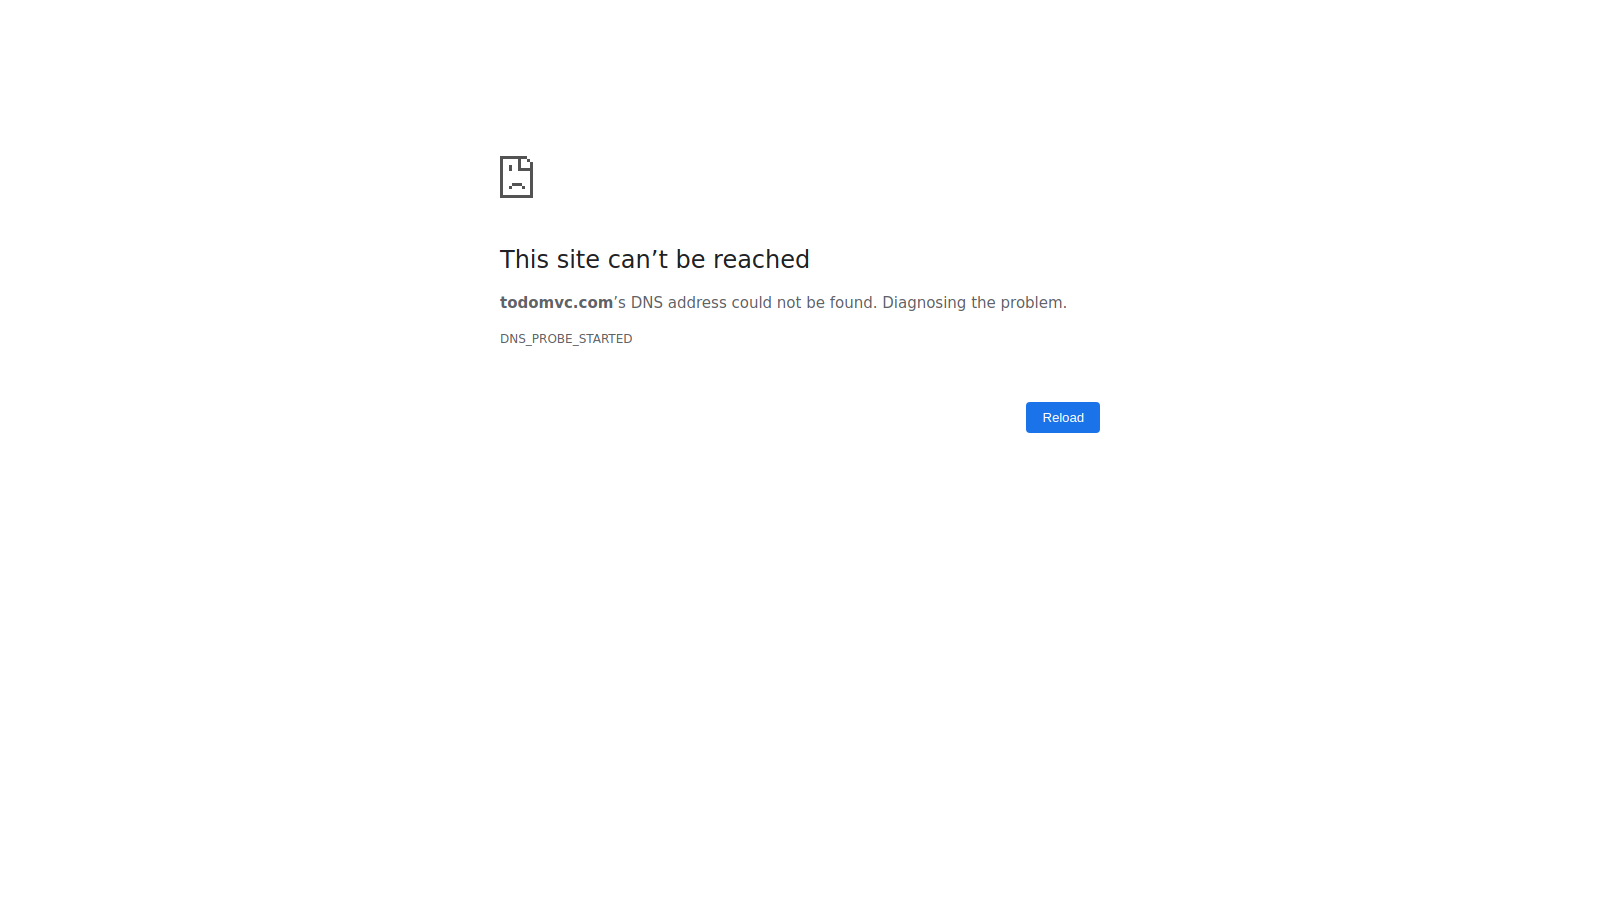 This site can’t be reached
todomvc.com’s DNS address could not be found. Diagnosing the problem.
DNS_PROBE_STARTED
Reload